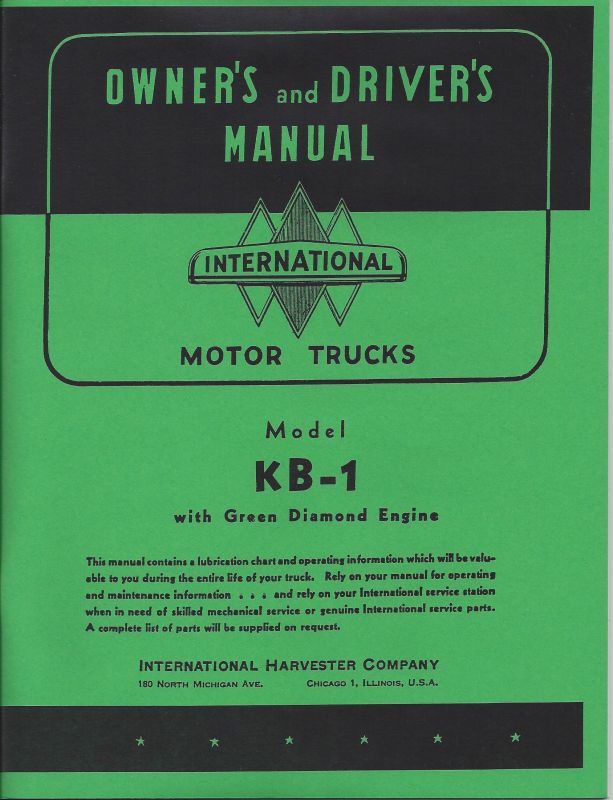 OWNER'S and DRIVER'S
MANUAL
INTERNATIONAL
MOTOR TRUCKS
Model
KB-1
with Green Diamond Engine
This manual contains a lubrication chart and operating information which will be valu-
able to you during the entire life of your truck. Rely on your manual for operating
and maintenance information . . . and rely on your International service station
when in need of skilled mechanical service or genuine International service parts.
A complete list of parts will be supplied on request.
INTERNATIONAL HARVESTER COMPANY
180 NORTH MICHIGAN AVE. CHICAGO 1, ILLINOIS, U.S.A.